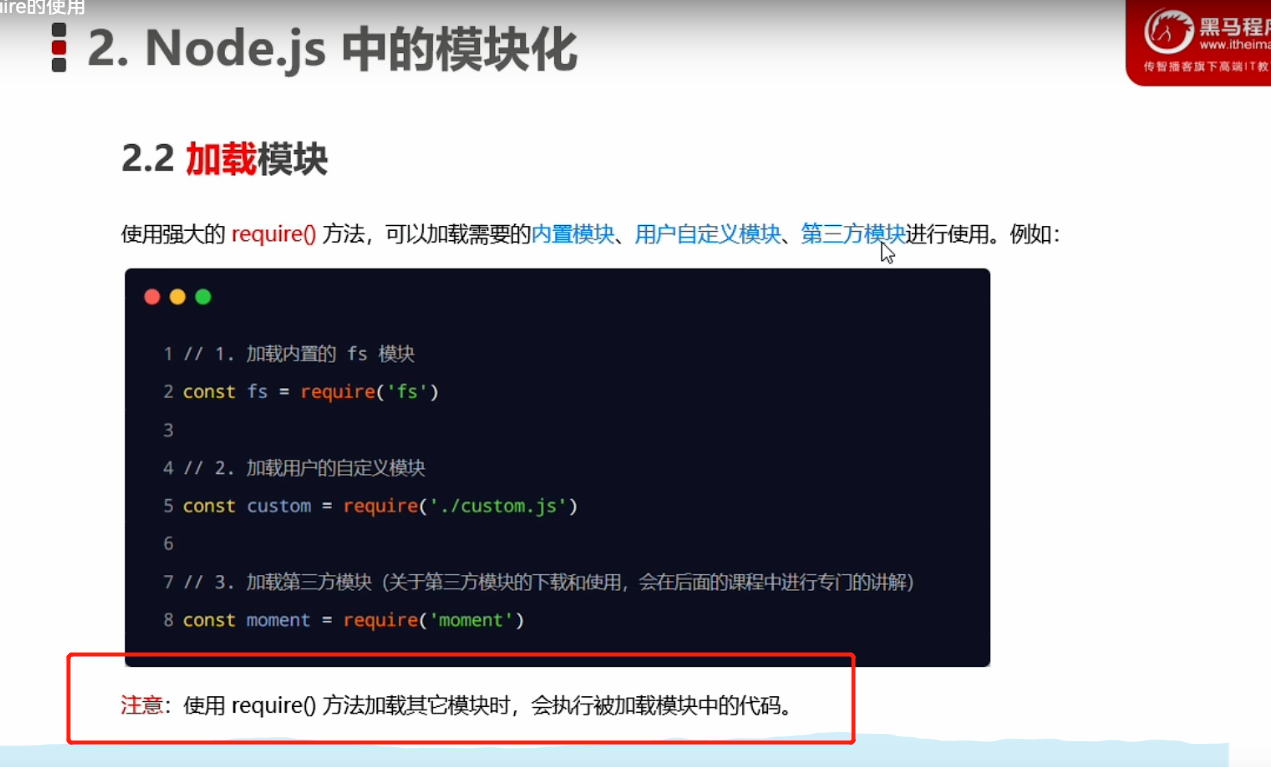 uire的使用
2. Node.js 中的模块化
黑马程序
www.itheima
传智播客旗下高端IT教
2.2 加载模块
使用强大的 require() 方法，可以加载需要的内置模块、用户自定义模块、第三方模块进行使用。例如：
1 // 1. 加载内置的 fs 模块
2 const fs = require('fs')
3
4 // 2. 加载用户的自定义模块
5 const custom = require('./custom.js')
6
7 // 3. 加载第三方模块（关于第三方模块的下载和使用，会在后面的课程中进行专门的讲解）
8 const moment = require('moment')
注意：使用 require() 方法加载其它模块时，会执行被加载模块中的代码。